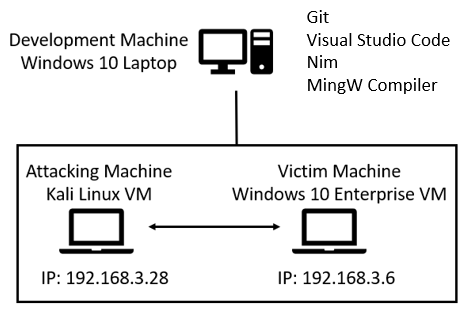 Development Machine
Windows 10 Laptop
Git
Visual Studio Code
Nim
MingW Compiler
Attacking Machine
Kali Linux VM
IP: 192.168.3.28
Victim Machine
Windows 10 Enterprise VM
IP: 192.168.3.6